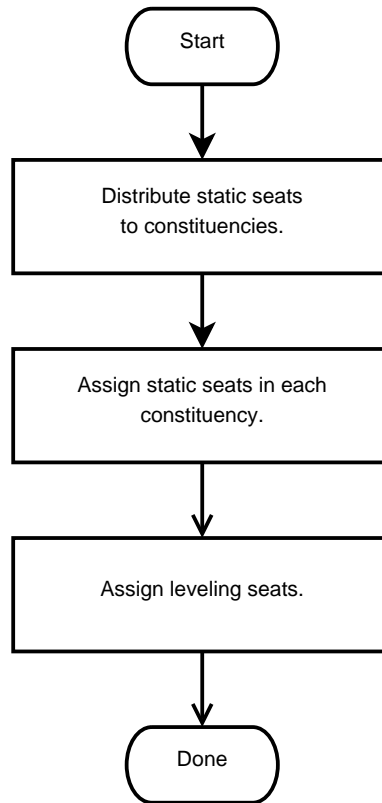 Start
Distribute static seats
to constituencies.
Assign static seats in each
constituency.
Assign leveling seats.
Done